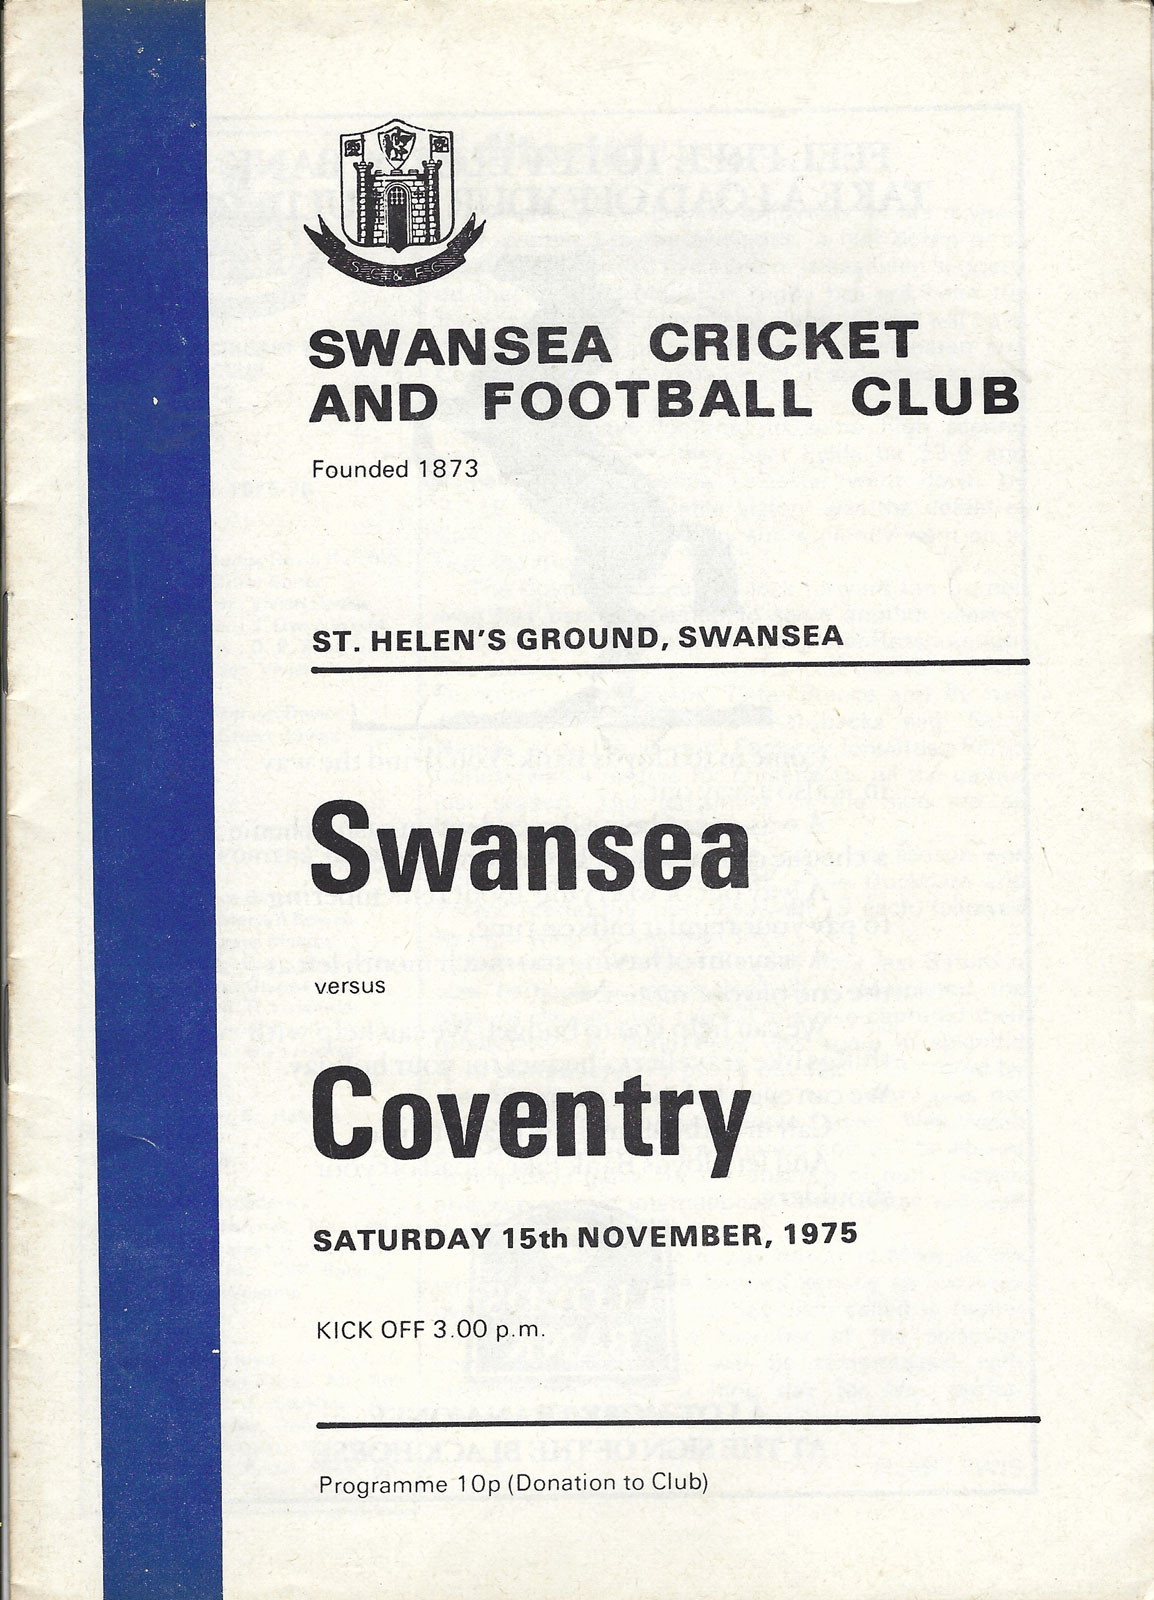 S C & F C
SWANSEA CRICKET
AND FOOTBALL CLUB
Founded 1873
ST. HELEN'S GROUND, SWANSEA
Swansea
versus
Coventry
SATURDAY 15th NOVEMBER, 1975
KICK OFF 3.00 p.m.
Programme 10p (Donation to Club)